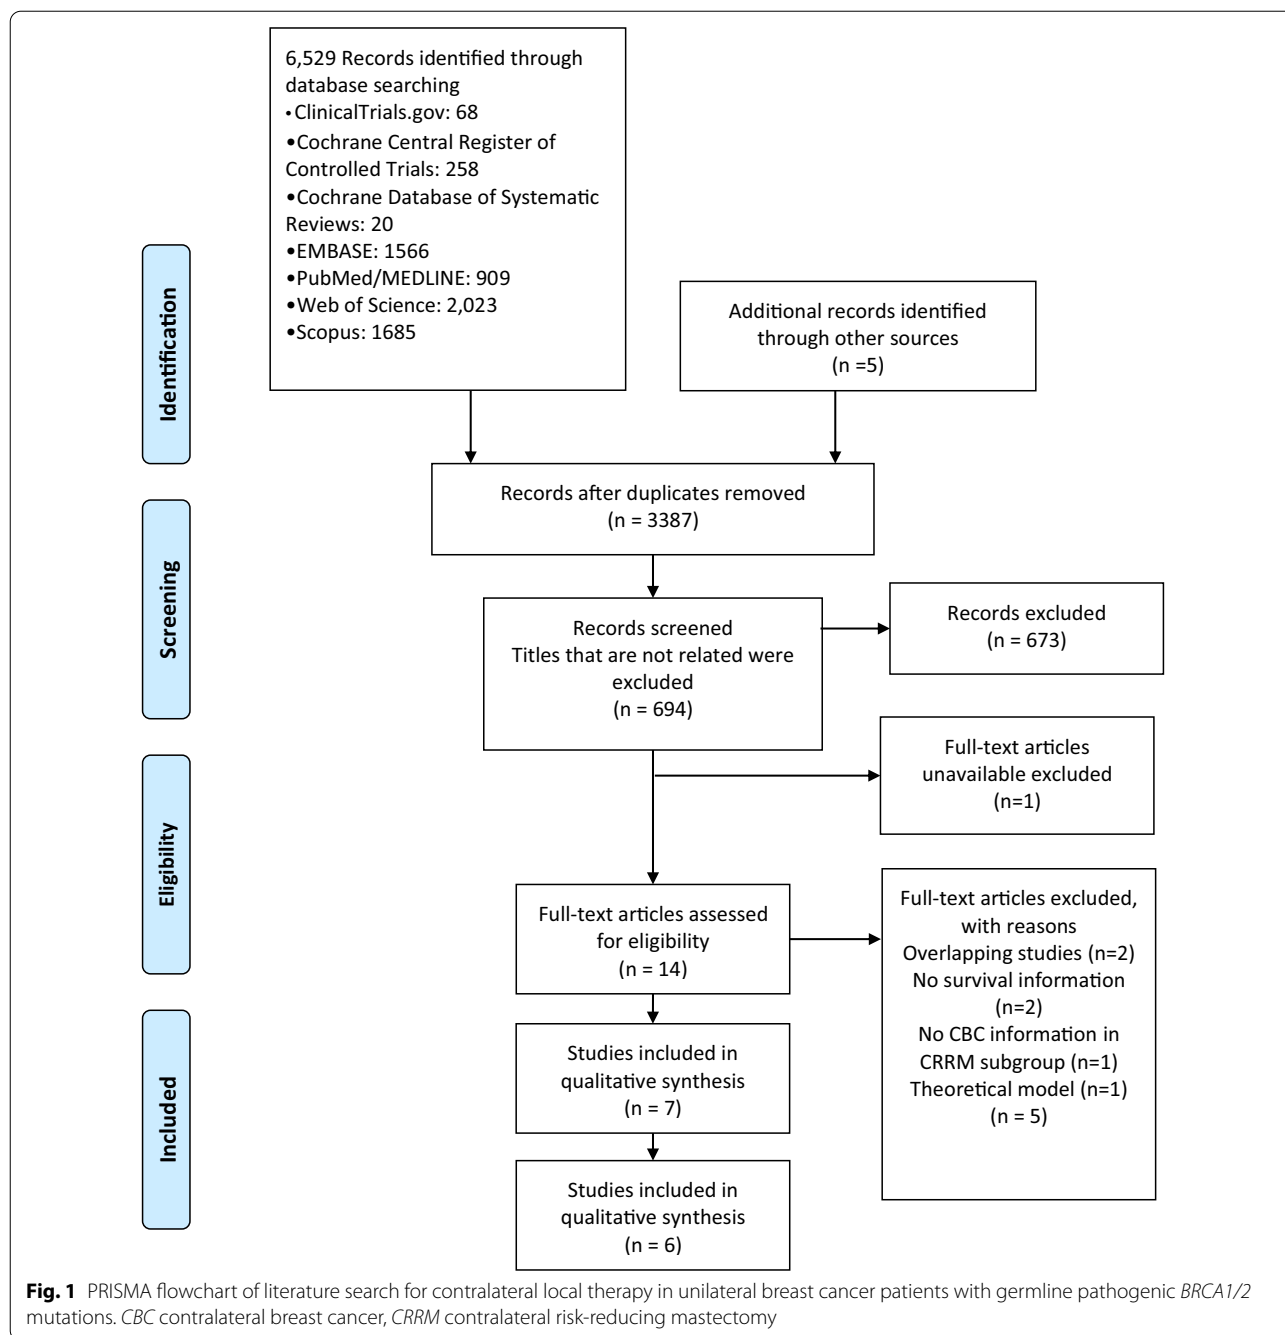 6,529 Records identified through
database searching
•ClinicalTrials.gov: 68
•Cochrane Central Register of
Controlled Trials: 258
•Cochrane Database of Systematic
Reviews: 20
•EMBASE: 1566
•PubMed/MEDLINE: 909
•Web of Science: 2,023
•Scopus: 1685
Additional records identified
through other sources
(n =5)
Identification
Records after duplicates removed
(n = 3387)
Screening
Records screened
Titles that are not related were
excluded
(n = 694)
Records excluded
(n = 673)
Full-text articles
unavailable excluded
(n=1)
Eligibility
Full-text articles assessed
for eligibility
(n = 14)
Full-text articles excluded,
with reasons
Overlapping studies (n=2)
No survival information
(n=2)
No CBC information in
CRRM subgroup (n=1)
Theoretical model (n=1)
(n = 5)
Included
Studies included in
qualitative synthesis
(n = 7)
Studies included in
qualitative synthesis
(n = 6)
Fig. 1 PRISMA flowchart of literature search for contralateral local therapy in unilateral breast cancer patients with germline pathogenic BRCA1/2
mutations. CBC contralateral breast cancer, CRRM contralateral risk-reducing mastectomy